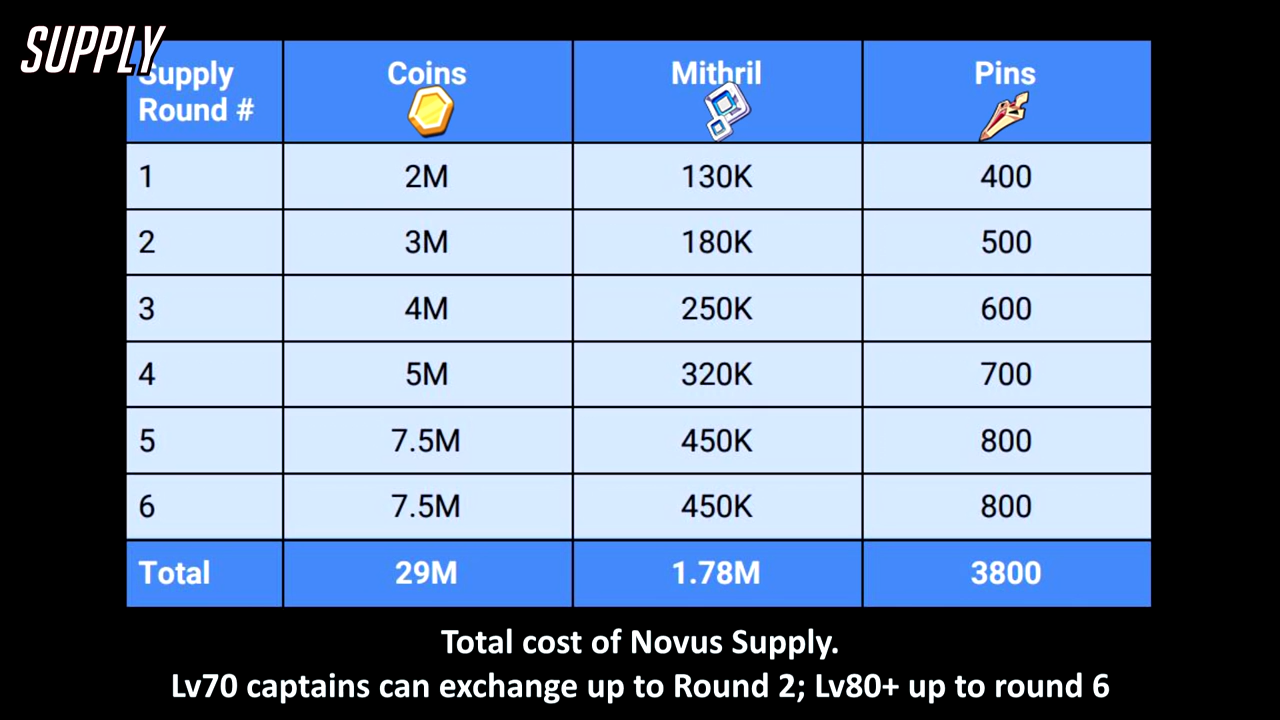 SUPPLY
Supply Coins Mithril Pins
Round #
1 2M 130K 400
2 3M 180K 500
3 4M 250K 600
4 5M 320K 700
5 7.5M 450K 800
6 7.5M 450K 800
Total 29M 1.78M 3800
Total cost of Novus Supply.
Lv70 captains can exchange up to Round 2; Lv80+ up to round 6